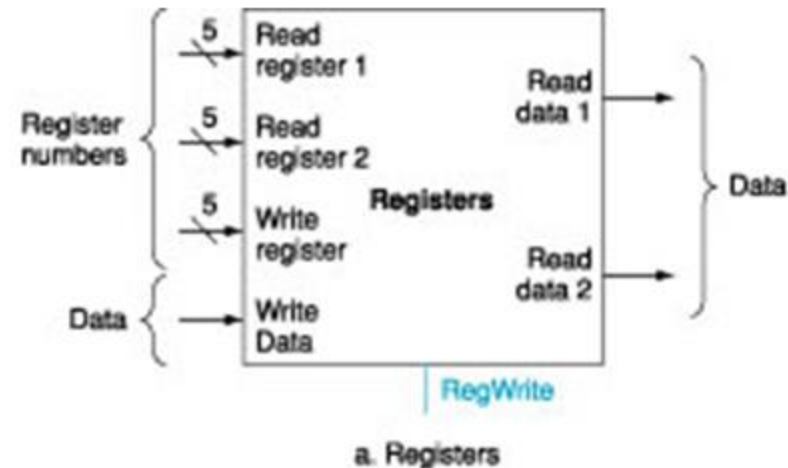 5
Read
register 1
5
Read
register 2
5
Write
register
Write
Data
Register
numbers
Data
Registers
Read
data 1
Read
data 2
Data
RegWrite
a. Registers